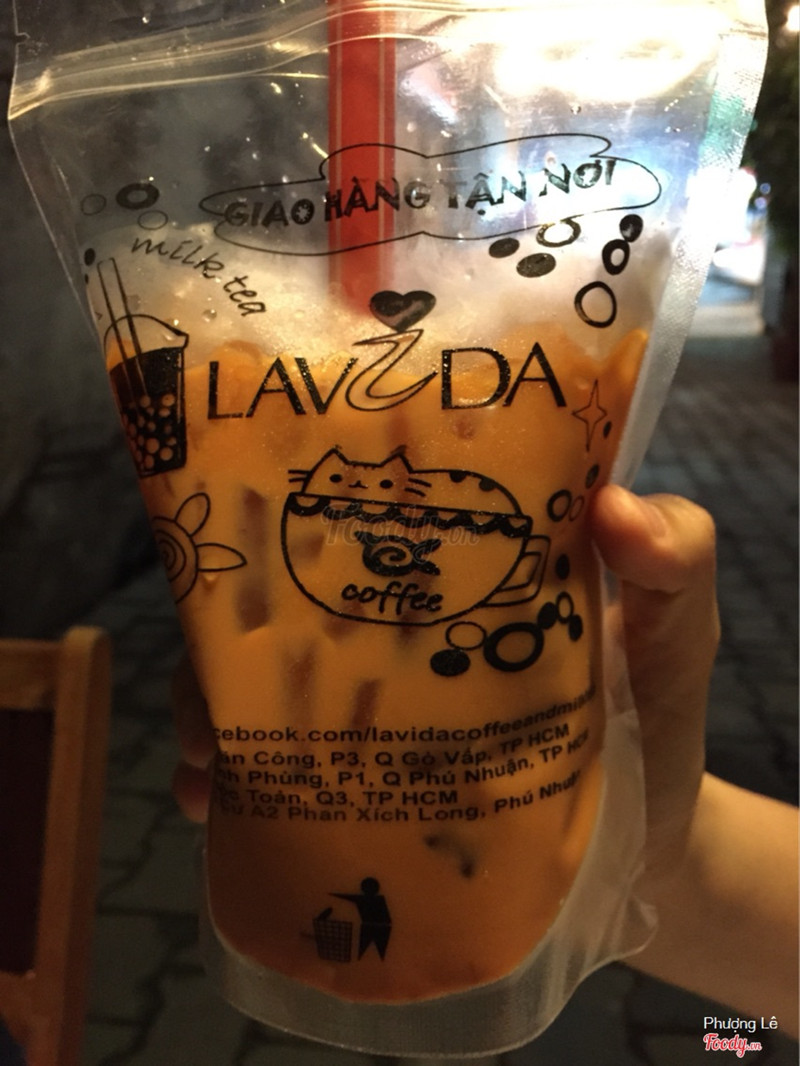 GIAO HÀNG TẬN NƠI
milk tea
LAViDA
Foody.vn
coffee
cebook.com/lavidacoffeeandmi
Công, P3, Q Gò Vấp, TP HCM
Phùng, P1, Q Phú Nhuận, TP HCM
Toản, Q3, TP HCM
A2 Phan Xích Long, Phú Nhuận
Phượng Lê
Foody.vn